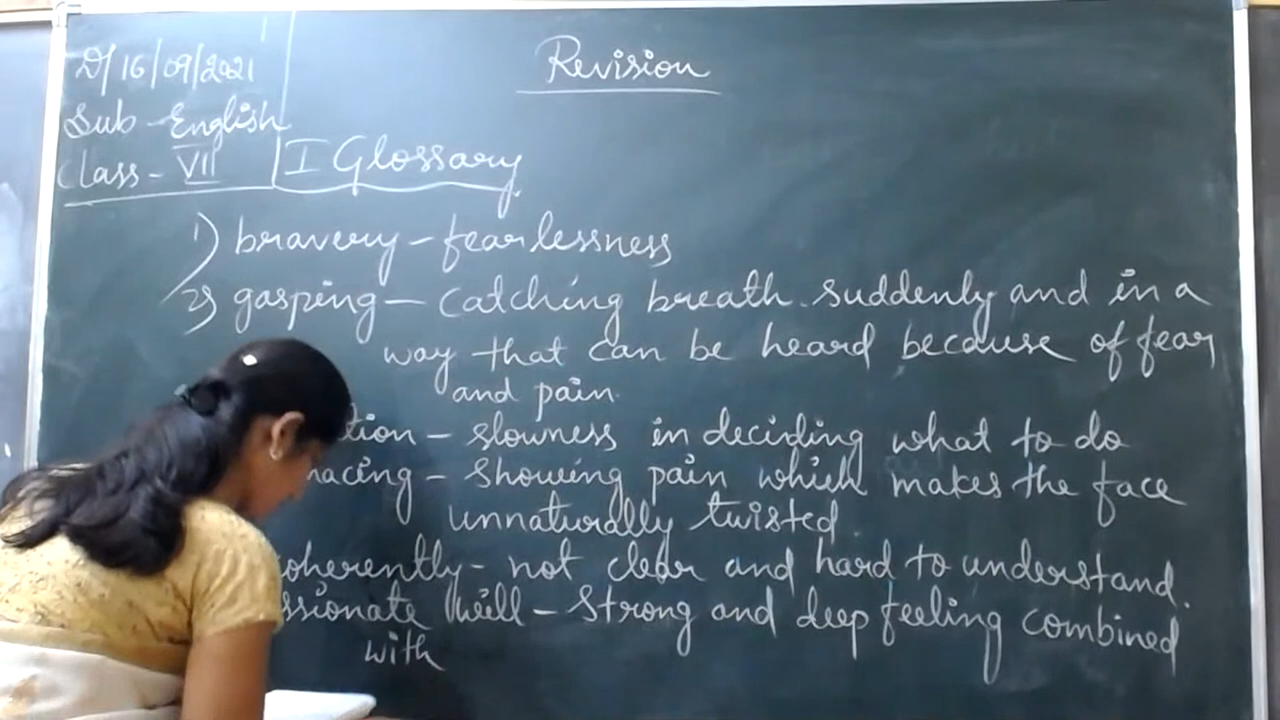 D/ 16/09/2021
Sub - English
Class - VII
Revision
I Glossary
1) bravery - fearlessness
2) gasping - catching breath suddenly and in a
way that can be heard because of fear
and pain.
tion - slowness in deciding what to do
macing - showing pain which makes the face
unnaturally twisted
coherently - not clear and hard to understand.
ssionate will - strong and deep feeling combined
with